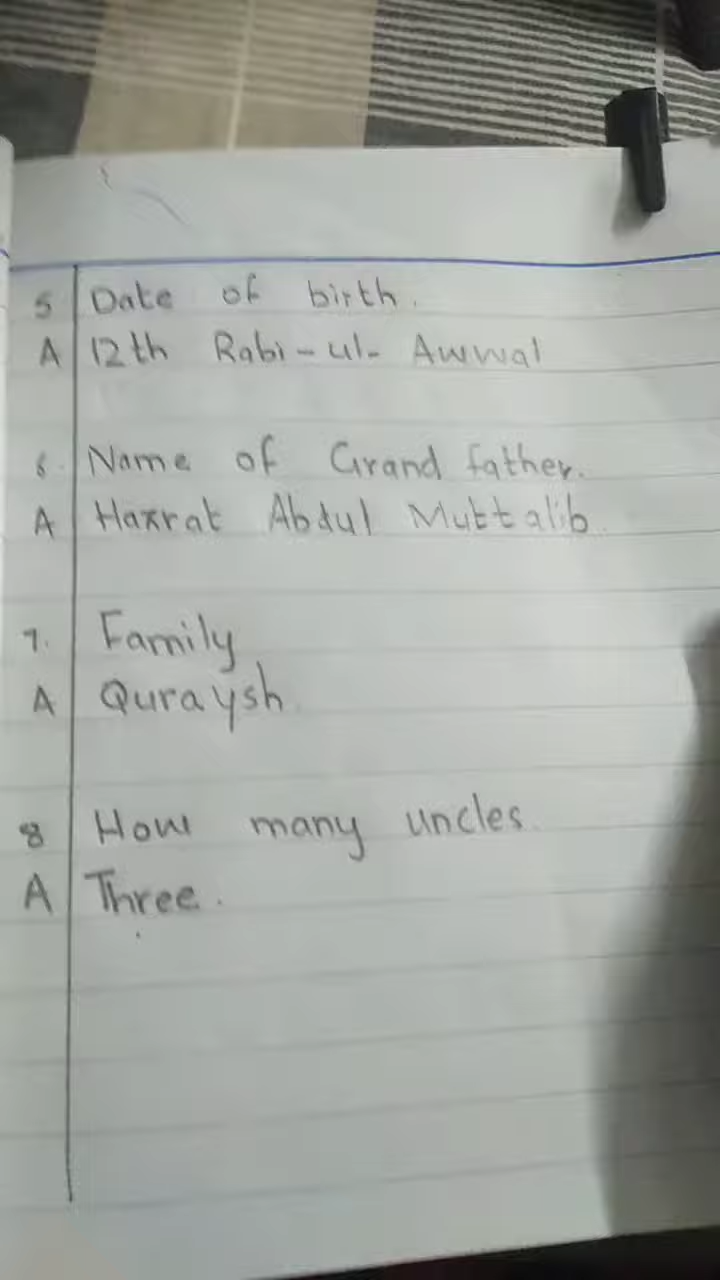 5 Date of birth.
A 12th Rabi-ul-Awwal
6. Name of Grand father.
A Hazrat Abdul Muttalib.
7. Family
A Quraysh.
8 How many uncles.
A Three.